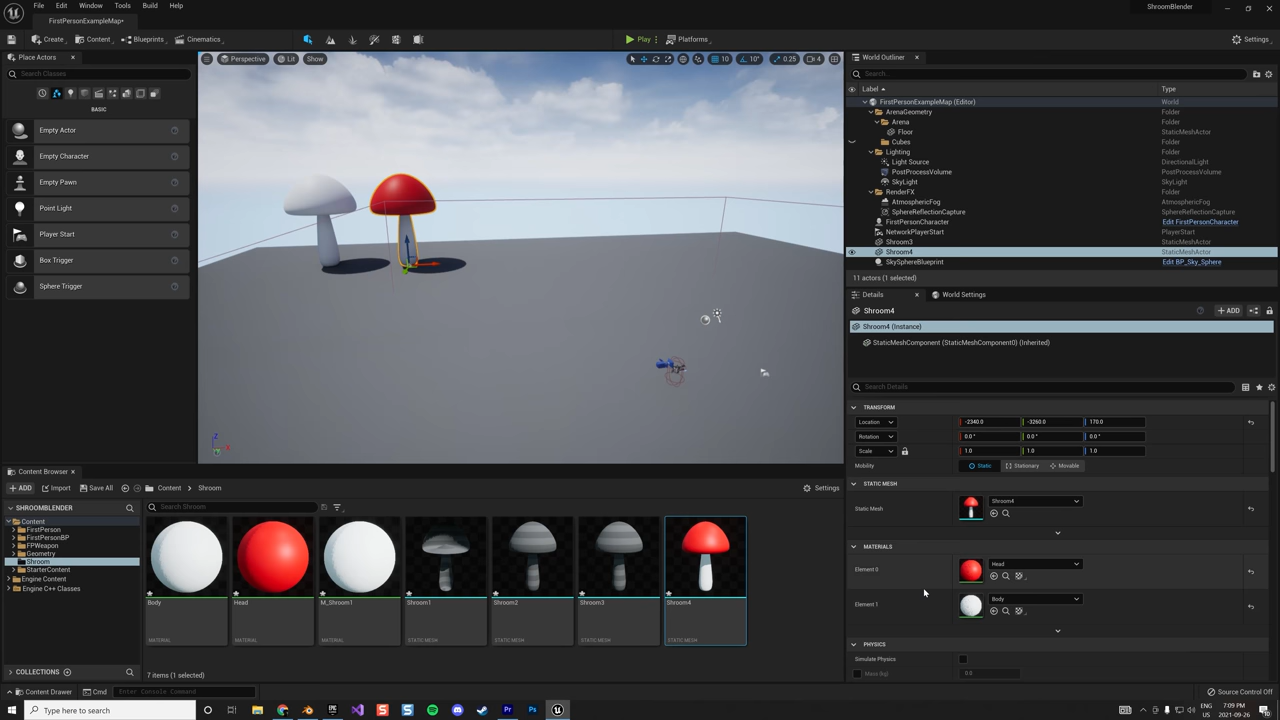 File Edit Window Tools Build Help
ShroomBlender
FirstPersonExampleMap*
Create Content Blueprints Cinematics Play Platforms Settings
Place Actors
Search Classes
BASIC
Empty Actor
Empty Character
Empty Pawn
Point Light
Player Start
Box Trigger
Sphere Trigger
Perspective Lit Show
10 10° 0.25 4
Z
X
World Outliner
Search...
Label Type
FirstPersonExampleMap (Editor) World
ArenaGeometry Folder
Arena Folder
Floor StaticMeshActor
Cubes Folder
Lighting Folder
Light Source DirectionalLight
PostProcessVolume PostProcessVolume
SkyLight SkyLight
RenderFX Folder
AtmosphericFog AtmosphericFog
SphereReflectionCapture SphereReflectionCapture
FirstPersonCharacter Edit FirstPersonCharacter
NetworkPlayerStart PlayerStart
Shroom3 StaticMeshActor
Shroom4 StaticMeshActor
SkySphereBlueprint Edit BP_Sky_Sphere
11 actors (1 selected)
Details World Settings
Shroom4
ADD
Shroom4 (Instance)
StaticMeshComponent (StaticMeshComponent0) (Inherited)
Search Details
TRANSFORM
Location -2340.0 -3260.0 170.0
Rotation 0.0 ° 0.0 ° 0.0 °
Scale 1.0 1.0 1.0
Mobility Static Stationary Movable
STATIC MESH
Static Mesh Shroom4
MATERIALS
Element 0 Head
Element 1 Body
PHYSICS
Simulate Physics
Mass (kg) 0.0
Content Browser
ADD Import Save All Content Shroom Settings
SHROOMBLENDER
Search Shroom
Content
FirstPerson
FirstPersonBP
FPWeapon
Geometry
Shroom
StarterContent
Engine Content
Engine C++ Classes
COLLECTIONS
Body Head M_Shroom1 Shroom1 Shroom2 Shroom3 Shroom4
MATERIAL MATERIAL MATERIAL STATIC MESH STATIC MESH STATIC MESH STATIC MESH
7 items (1 selected)
Content Drawer Cmd Enter Console Command Source Control Off
Type here to search
Pr
Ps
ENG
US
7:09 PM
2021-09-26